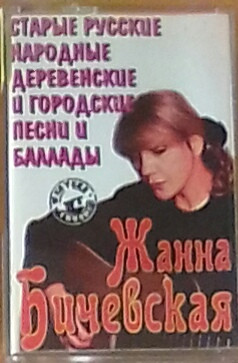 СТАРЫЕ РУССКИЕ
НАРОДНЫЕ
ДЕРЕВЕНСКИЕ
И ГОРОДСКИЕ
ПЕСНИ И
БАЛЛАДЫ
Жанна
Бичевская